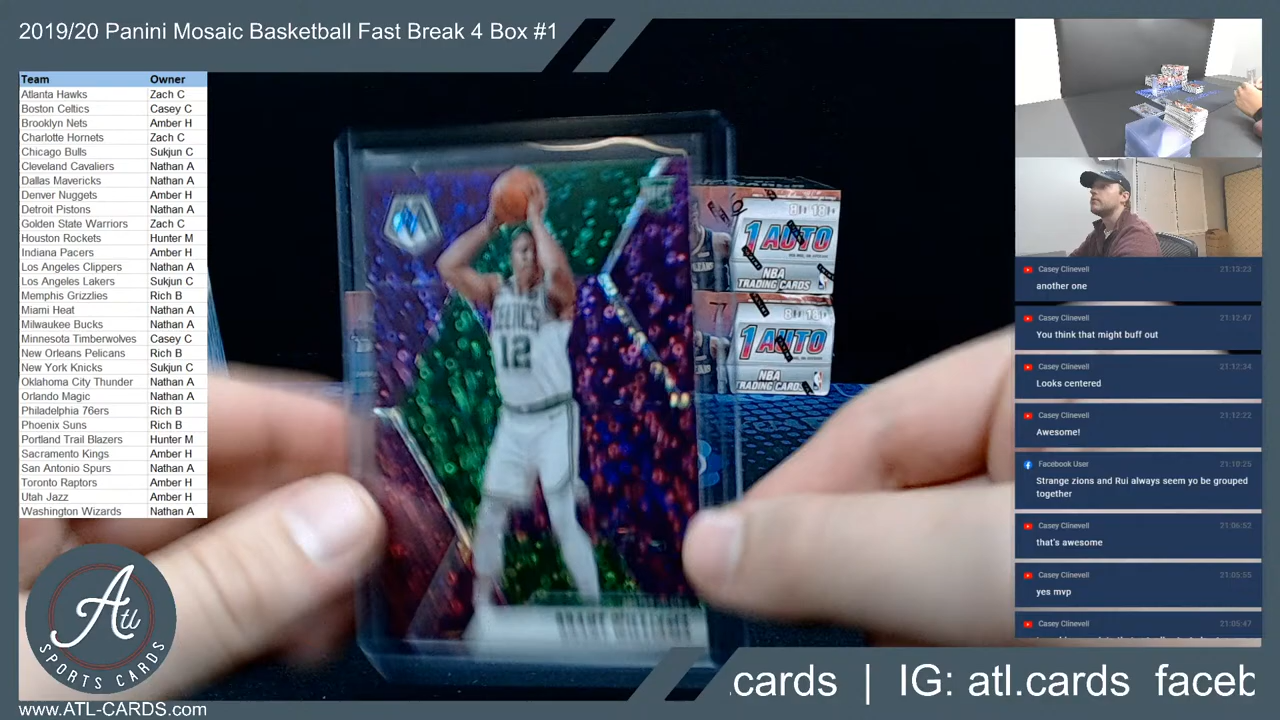 2019/20 Panini Mosaic Basketball Fast Break 4 Box #1
Team Owner
Atlanta Hawks Zach C
Boston Celtics Casey C
Brooklyn Nets Amber H
Charlotte Hornets Zach C
Chicago Bulls Sukjun C
Cleveland Cavaliers Nathan A
Dallas Mavericks Nathan A
Denver Nuggets Amber H
Detroit Pistons Nathan A
Golden State Warriors Zach C
Houston Rockets Hunter M
Indiana Pacers Amber H
Los Angeles Clippers Nathan A
Los Angeles Lakers Sukjun C
Memphis Grizzlies Rich B
Miami Heat Nathan A
Milwaukee Bucks Nathan A
Minnesota Timberwolves Casey C
New Orleans Pelicans Rich B
New York Knicks Sukjun C
Oklahoma City Thunder Nathan A
Orlando Magic Nathan A
Philadelphia 76ers Rich B
Phoenix Suns Rich B
Portland Trail Blazers Hunter M
Sacramento Kings Amber H
San Antonio Spurs Nathan A
Toronto Raptors Amber H
Utah Jazz Amber H
Washington Wizards Nathan A
Atl
SPORTS CARDS
www.ATL-CARDS.com
CELTICS
12
1 AUTO
NBA
TRADING CARDS
1 AUTO
NBA
TRADING CARDS
Casey Clinevell 21:13:23
another one
Casey Clinevell 21:12:47
You think that might buff out
Casey Clinevell 21:12:34
Looks centered
Casey Clinevell 21:12:22
Awesome!
Facebook User 21:10:25
Strange zions and Rui always seem yo be grouped
together
Casey Clinevell 21:06:52
that's awesome
Casey Clinevell 21:05:55
yes mvp
Casey Clinevell 21:05:47
.cards | IG: atl.cards faceb